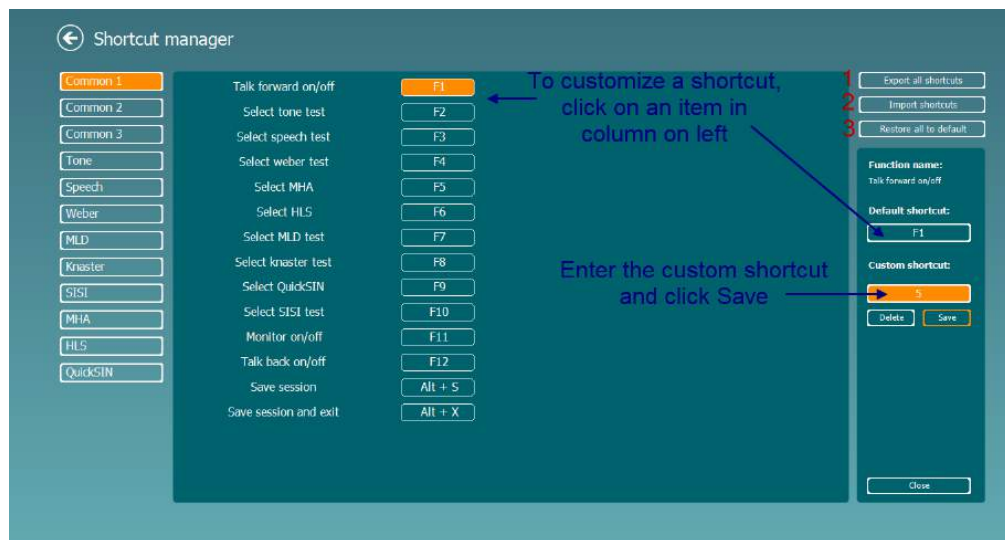 Shortcut manager
Common 1
Common 2
Common 3
Tone
Speech
Weber
MLD
Knaster
SISI
MHA
HLS
QuickSIN
Talk forward on/off F1
Select tone test F2
Select speech test F3
Select weber test F4
Select MHA F5
Select HLS F6
Select MLD test F7
Select knaster test F8
Select QuickSIN F9
Select SISI test F10
Monitor on/off F11
Talk back on/off F12
Save session Alt + S
Save session and exit Alt + X
To customize a shortcut,
click on an item in
column on left
Enter the custom shortcut
and click Save
1 Export all shortcuts
2 Import shortcuts
3 Restore all to default
Function name:
Talk forward on/off
Default shortcut:
F1
Custom shortcut:
S
Delete Save
Close